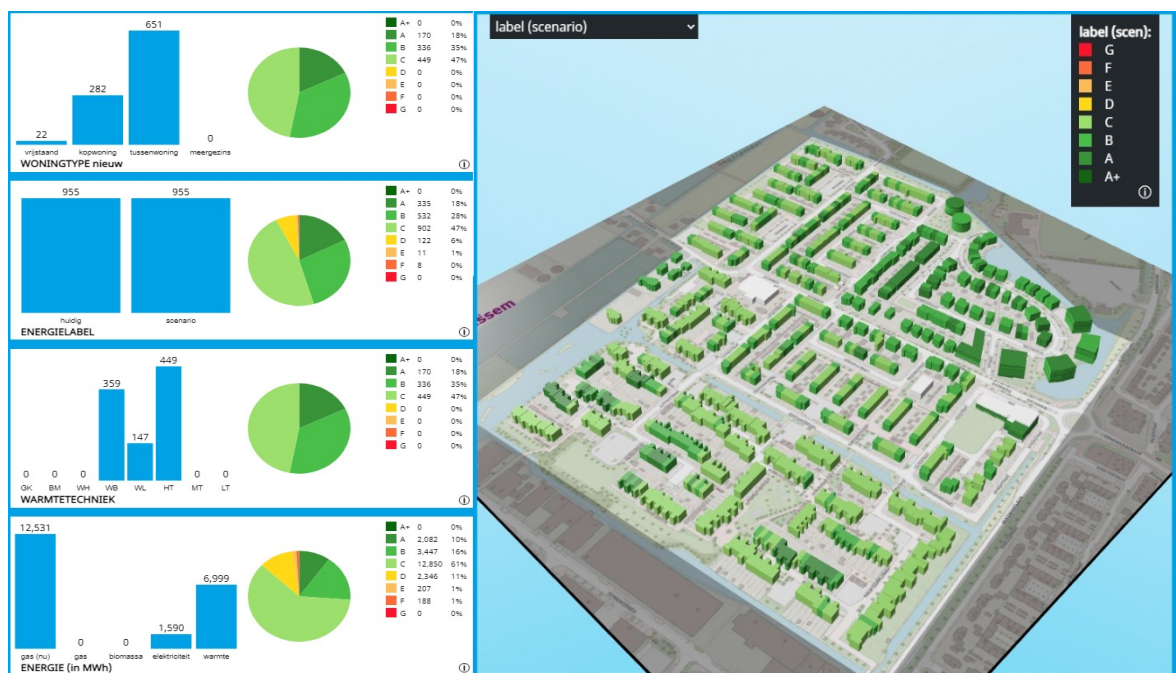 651
282
22
0
vrijstaand kopwoning tussenwoning meergezins
WONINGTYPE nieuw
A+ 0 0%
A 170 18%
B 336 35%
C 449 47%
D 0 0%
E 0 0%
F 0 0%
G 0 0%
955 955
huidig scenario
ENERGIELABEL
A+ 0 0%
A 335 18%
B 532 28%
C 902 47%
D 122 6%
E 11 1%
F 8 0%
G 0 0%
449
359
147
0 0 0 0 0
GK BM WH WB WL HT MT LT
WARMTETECHNIEK
A+ 0 0%
A 170 18%
B 336 35%
C 449 47%
D 0 0%
E 0 0%
F 0 0%
G 0 0%
12,531
6,999
1,590
0 0
gas (nu) gas biomassa elektriciteit warmte
ENERGIE (in MWh)
A+ 0 0%
A 2,082 10%
B 3,447 16%
C 12,850 61%
D 2,346 11%
E 207 1%
F 188 1%
G 0 0%
label (scenario)
label (scen):
G
F
E
D
C
B
A
A+
ssem